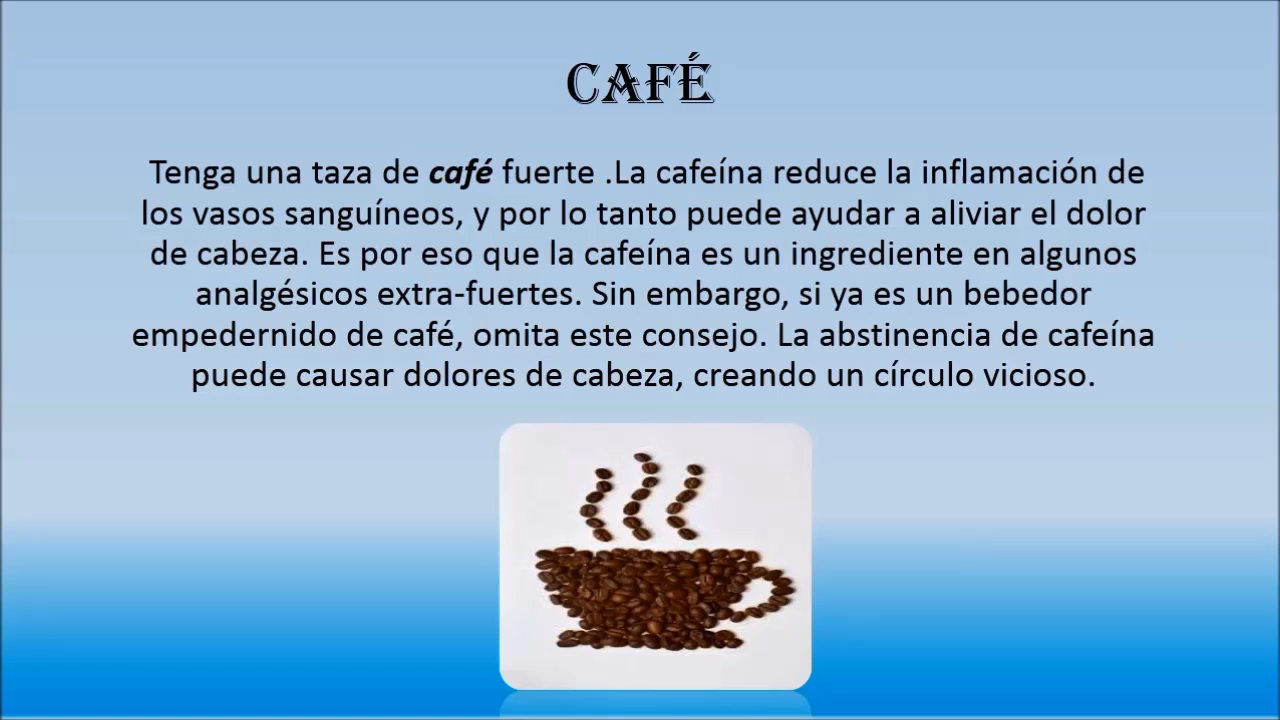 CAFÉ
Tenga una taza de café fuerte .La cafeína reduce la inflamación de
los vasos sanguíneos, y por lo tanto puede ayudar a aliviar el dolor
de cabeza. Es por eso que la cafeína es un ingrediente en algunos
analgésicos extra-fuertes. Sin embargo, si ya es un bebedor
empedernido de café, omita este consejo. La abstinencia de cafeína
puede causar dolores de cabeza, creando un círculo vicioso.